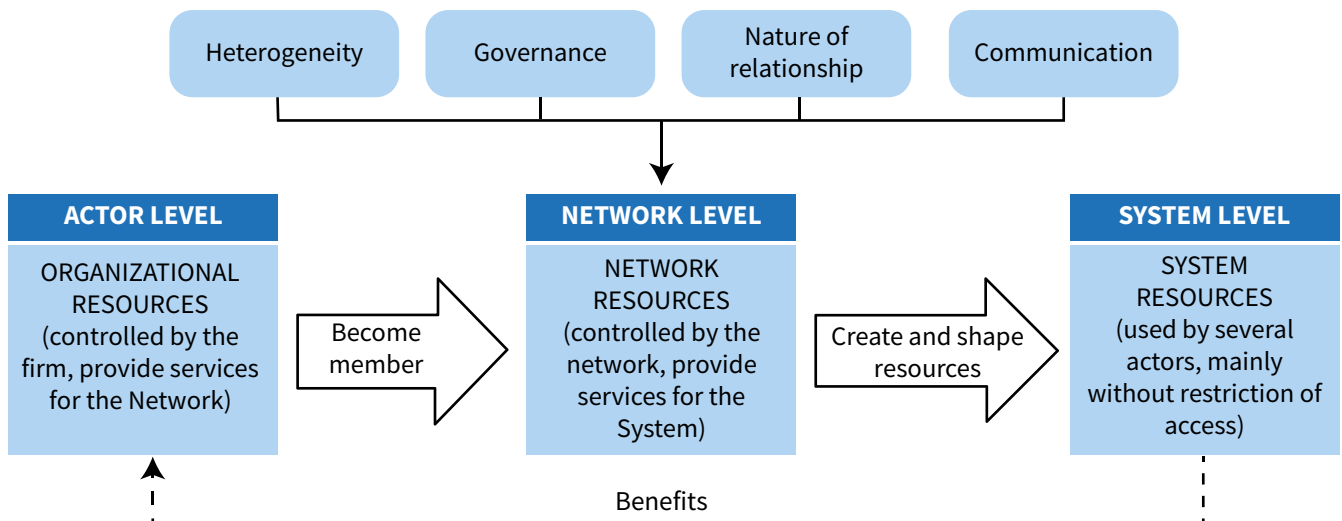 Heterogeneity
Governance
Nature of
relationship
Communication
ACTOR LEVEL
ORGANIZATIONAL
RESOURCES
(controlled by the
firm, provide services
for the Network)
Become
member
NETWORK LEVEL
NETWORK
RESOURCES
(controlled by the
network, provide
services for the
System)
Create and shape
resources
SYSTEM LEVEL
SYSTEM
RESOURCES
(used by several
actors, mainly
without restriction of
access)
Benefits